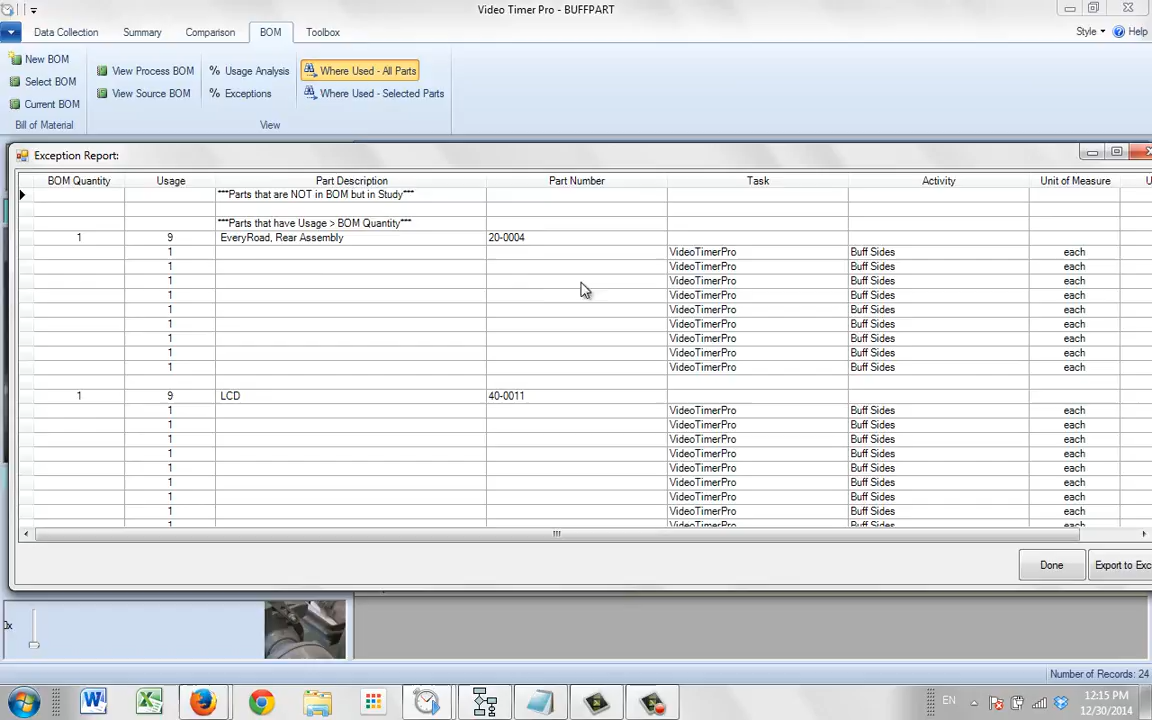 Video Timer Pro - BUFFPART
Data Collection Summary Comparison BOM Toolbox Style Help
New BOM
Select BOM
Current BOM
Bill of Material
View Process BOM % Usage Analysis Where Used - All Parts
View Source BOM % Exceptions Where Used - Selected Parts
View
Exception Report:
BOM Quantity Usage Part Description Part Number Task Activity Unit of Measure U
***Parts that are NOT in BOM but in Study***
***Parts that have Usage > BOM Quantity***
1 9 EveryRoad, Rear Assembly 20-0004
1 VideoTimerPro Buff Sides each
1 VideoTimerPro Buff Sides each
1 VideoTimerPro Buff Sides each
1 VideoTimerPro Buff Sides each
1 VideoTimerPro Buff Sides each
1 VideoTimerPro Buff Sides each
1 VideoTimerPro Buff Sides each
1 VideoTimerPro Buff Sides each
1 VideoTimerPro Buff Sides each
1 9 LCD 40-0011
1 VideoTimerPro Buff Sides each
1 VideoTimerPro Buff Sides each
1 VideoTimerPro Buff Sides each
1 VideoTimerPro Buff Sides each
1 VideoTimerPro Buff Sides each
1 VideoTimerPro Buff Sides each
1 VideoTimerPro Buff Sides each
1 VideoTimerPro Buff Sides each
1 VideoTimerPro Buff Sides each
Done Export to Exc
0x
Number of Records: 24
EN 12:15 PM
12/30/2014